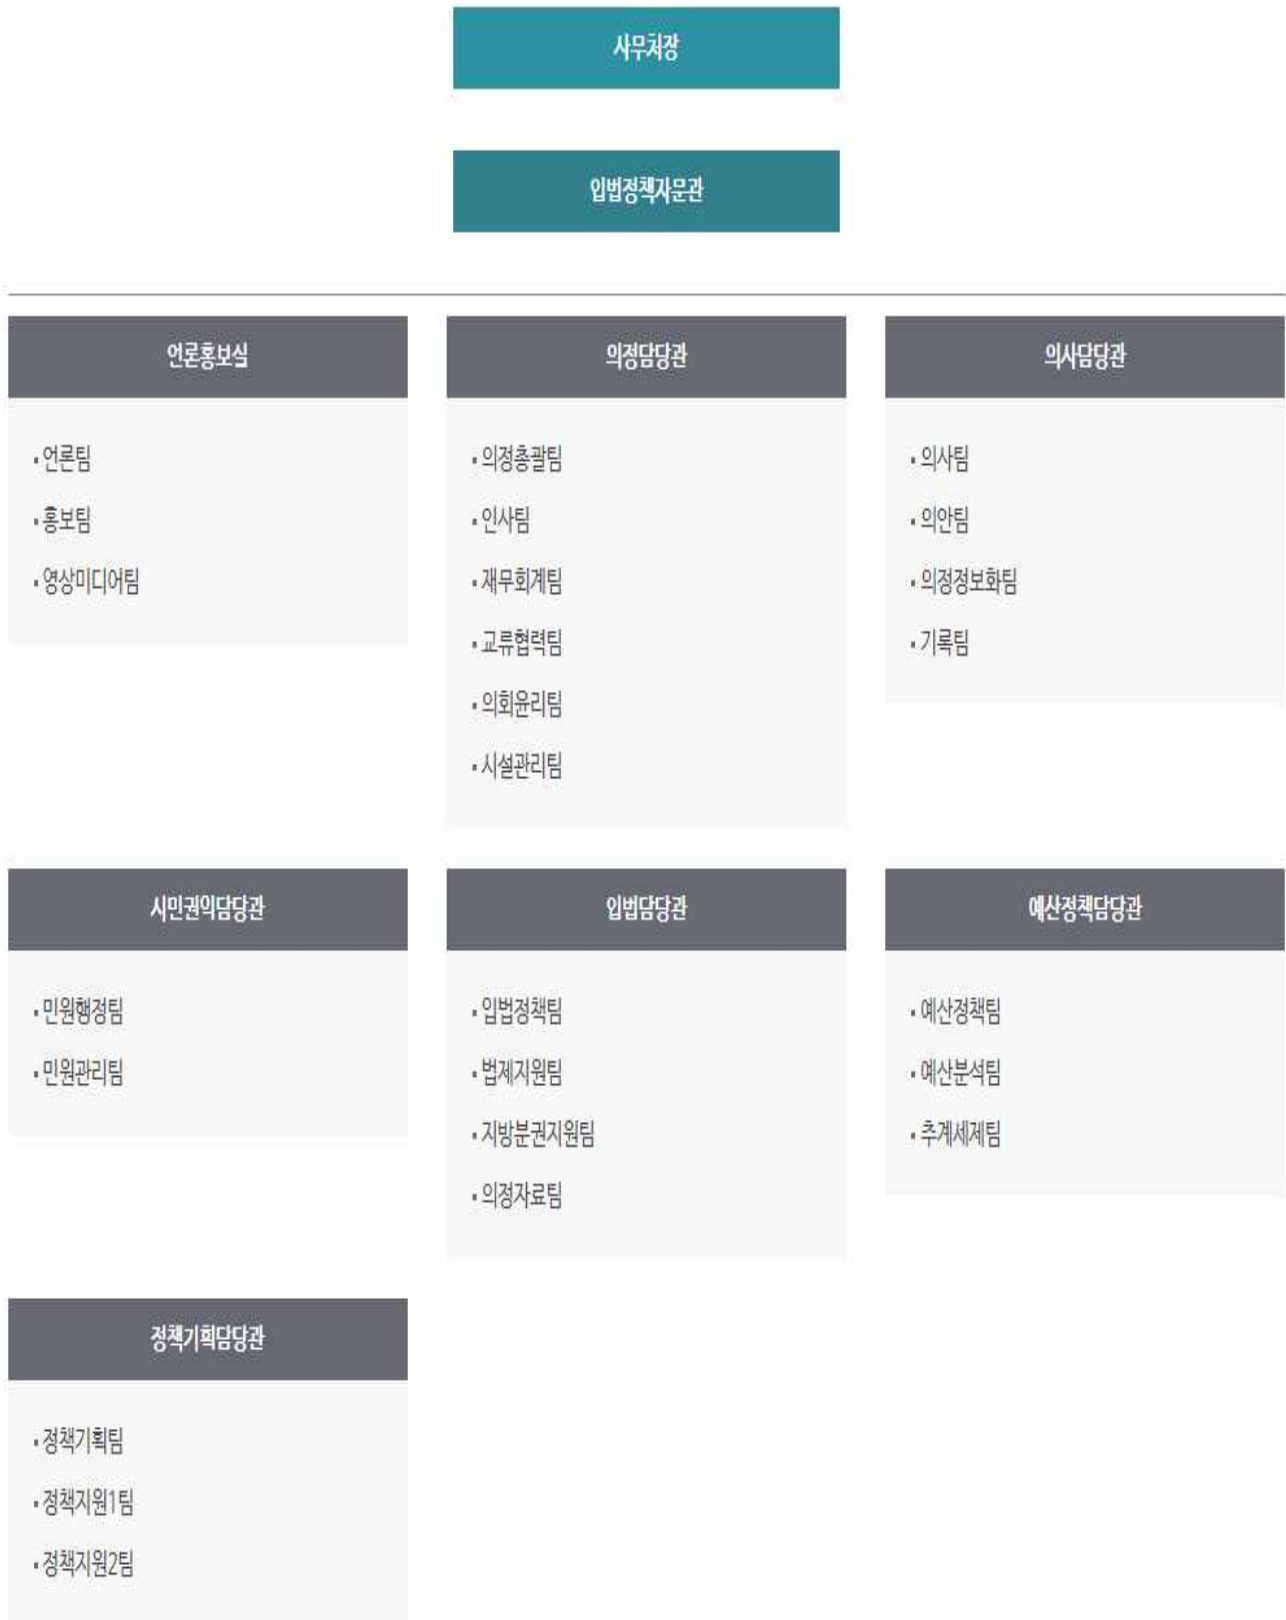 사무처장
입법정책자문관
언론홍보실
▪ 언론팀
▪ 홍보팀
▪ 영상미디어팀
의정담당관
▪ 의정총괄팀
▪ 인사팀
▪ 재무회계팀
▪ 교류협력팀
▪ 의회윤리팀
▪ 시설관리팀
의사담당관
▪ 의사팀
▪ 의안팀
▪ 의정정보화팀
▪ 기록팀
시민권익담당관
▪ 민원행정팀
▪ 민원관리팀
입법담당관
▪ 입법정책팀
▪ 법제지원팀
▪ 지방분권지원팀
▪ 의정자료팀
예산정책담당관
▪ 예산정책팀
▪ 예산분석팀
▪ 추계세제팀
정책기획담당관
▪ 정책기획팀
▪ 정책지원1팀
▪ 정책지원2팀